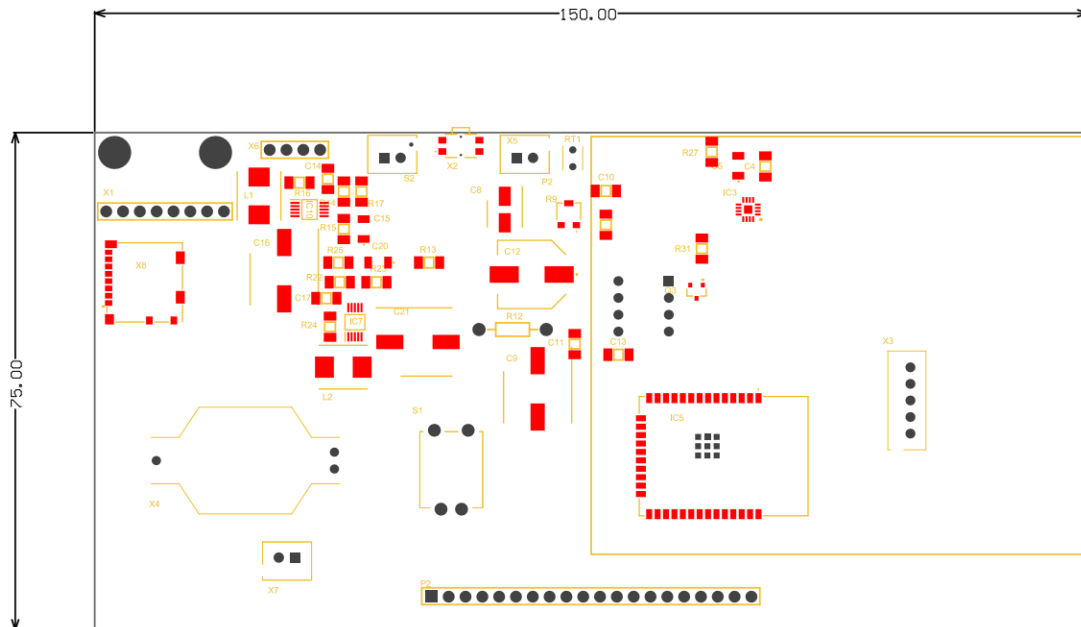 150.00
75.00
X6
S2
X2
X5
RT1
R27
C5
C4
C14
R16
P2
C10
X1
L1
C8
R9
IC3
IC10
R17
R15
C15
C16
R25
C20
R13
C12
R31
X8
R22
C17
C21
R24
IC7
R12
C11
C13
C9
X3
L2
S1
IC5
X4
X7
P2